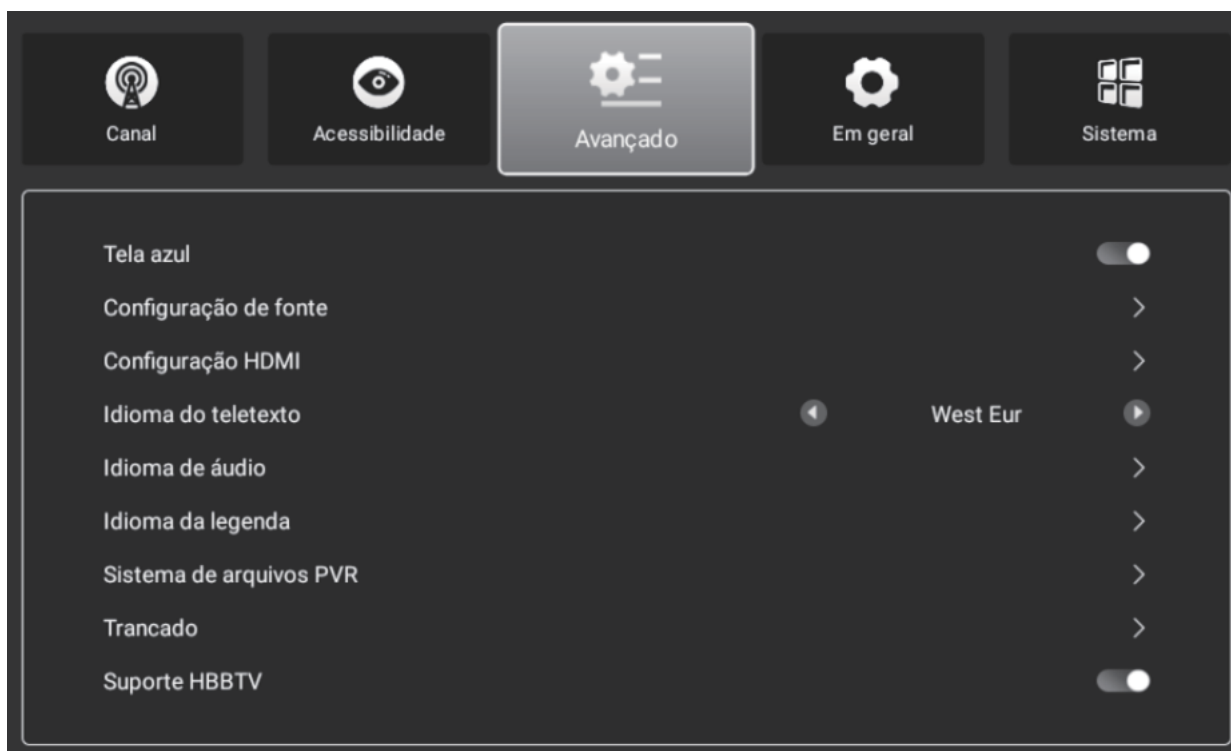 Canal
Acessibilidade
Avançado
Em geral
Sistema
Tela azul
Configuração de fonte
Configuração HDMI
Idioma do teletexto West Eur
Idioma de áudio
Idioma da legenda
Sistema de arquivos PVR
Trancado
Suporte HBBTV